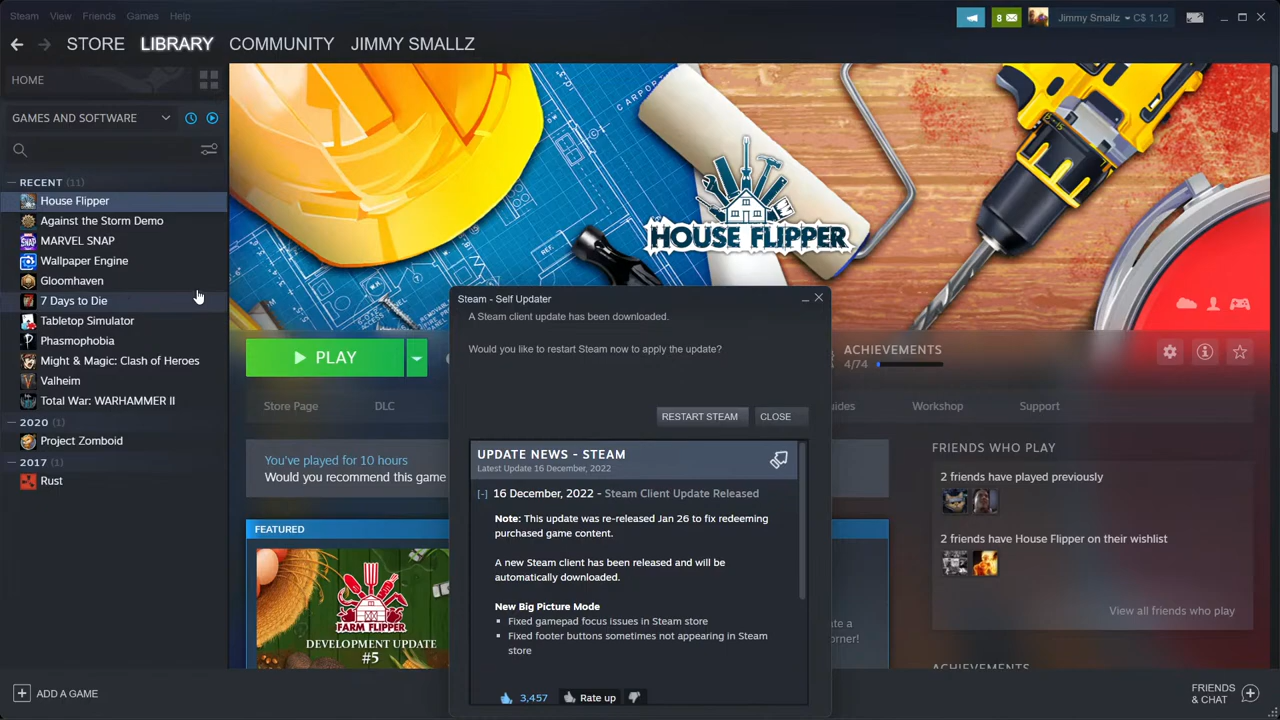 Steam View Friends Games Help
8 Jimmy Smallz C$ 1.12
STORE LIBRARY COMMUNITY JIMMY SMALLZ
HOME
GAMES AND SOFTWARE
RECENT (11)
House Flipper
Against the Storm Demo
MARVEL SNAP
Wallpaper Engine
Gloomhaven
7 Days to Die
Tabletop Simulator
Phasmophobia
Might & Magic: Clash of Heroes
Valheim
Total War: WARHAMMER II
2020 (1)
Project Zomboid
2017 (1)
Rust
ADD A GAME
CARPO
HOUSE FLIPPER
PLAY
ACHIEVEMENTS
4/74
Store Page DLC
uides Workshop Support
You've played for 10 hours
Would you recommend this game
FEATURED
FARM FLIPPER
DEVELOPMENT UPDATE
#5
Steam - Self Updater
A Steam client update has been downloaded.
Would you like to restart Steam now to apply the update?
RESTART STEAM CLOSE
UPDATE NEWS - STEAM
Latest Update 16 December, 2022
[-] 16 December, 2022 - Steam Client Update Released
Note: This update was re-released Jan 26 to fix redeeming
purchased game content.
A new Steam client has been released and will be
automatically downloaded.
New Big Picture Mode
Fixed gamepad focus issues in Steam store
Fixed footer buttons sometimes not appearing in Steam
store
3,457 Rate up
ate a
orner!
FRIENDS WHO PLAY
2 friends have played previously
2 friends have House Flipper on their wishlist
View all friends who play
ACHIEVEMENTS
FRIENDS
& CHAT